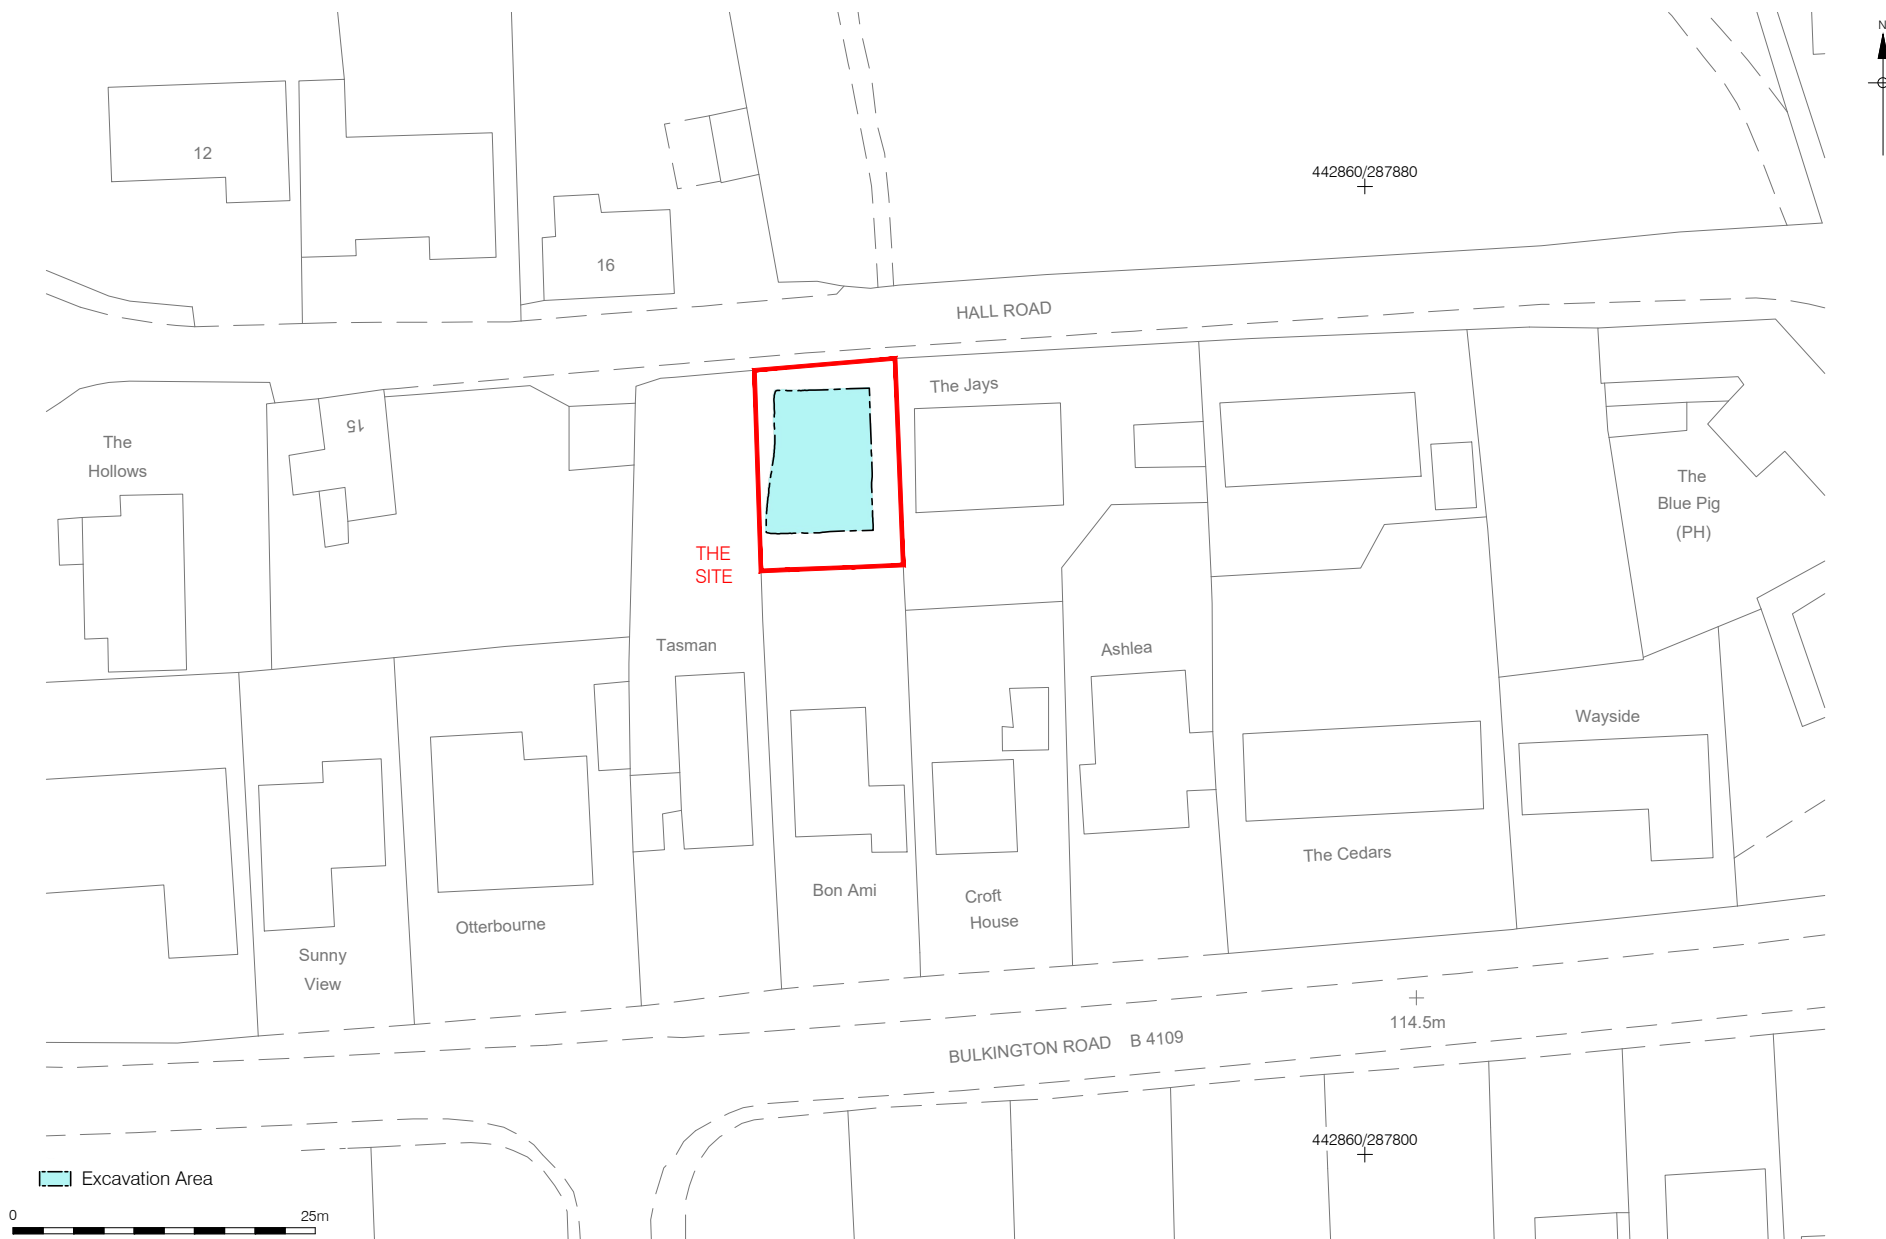 N
12
442860/287880
16
HALL ROAD
The Jays
15
The
Hollows
The
Blue Pig
(PH)
THE
SITE
Tasman
Ashlea
Wayside
The Cedars
Bon Ami
Croft
House
Otterbourne
Sunny
View
114.5m
BULKINGTON ROAD B 4109
442860/287800
Excavation Area
0 25m